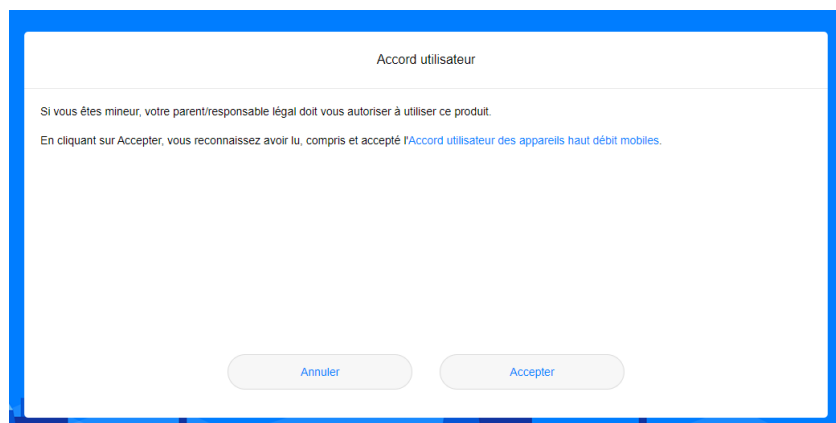 Accord utilisateur
Si vous êtes mineur, votre parent/responsable légal doit vous autoriser à utiliser ce produit.
En cliquant sur Accepter, vous reconnaissez avoir lu, compris et accepté l'Accord utilisateur des appareils haut débit mobiles.
Annuler
Accepter